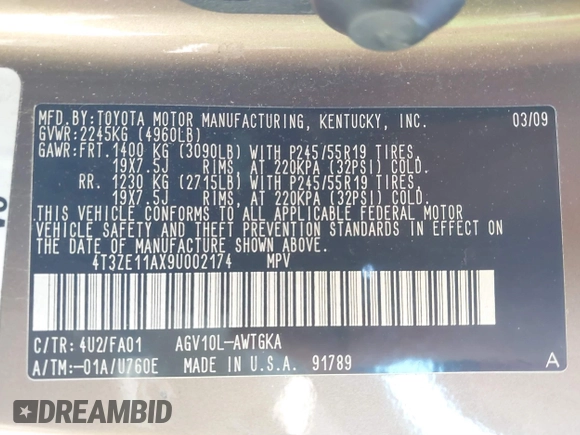 MFD.BY:TOYOTA MOTOR MANUFACTURING, KENTUCKY, INC. 03/09
GVWR:2245KG (4960LB)
GAWR:FRT.1400 KG (3090LB) WITH P245/55R19 TIRES,
19X7.5J RIMS, AT 220KPA (32PSI) COLD.
RR. 1230 KG (2715LB) WITH P245/55R19 TIRES,
19X7.5J RIMS, AT 220KPA (32PSI) COLD.
THIS VEHICLE CONFORMS TO ALL APPLICABLE FEDERAL MOTOR
VEHICLE SAFETY AND THEFT PREVENTION STANDARDS IN EFFECT ON
THE DATE OF MANUFACTURE SHOWN ABOVE.
4T3ZE11AX9U002174 MPV
C/TR: 4U2/FA01 AGV10L-AWTGKA
A/TM:-01A/U760E MADE IN U.S.A. 91789 A
DREAMBID